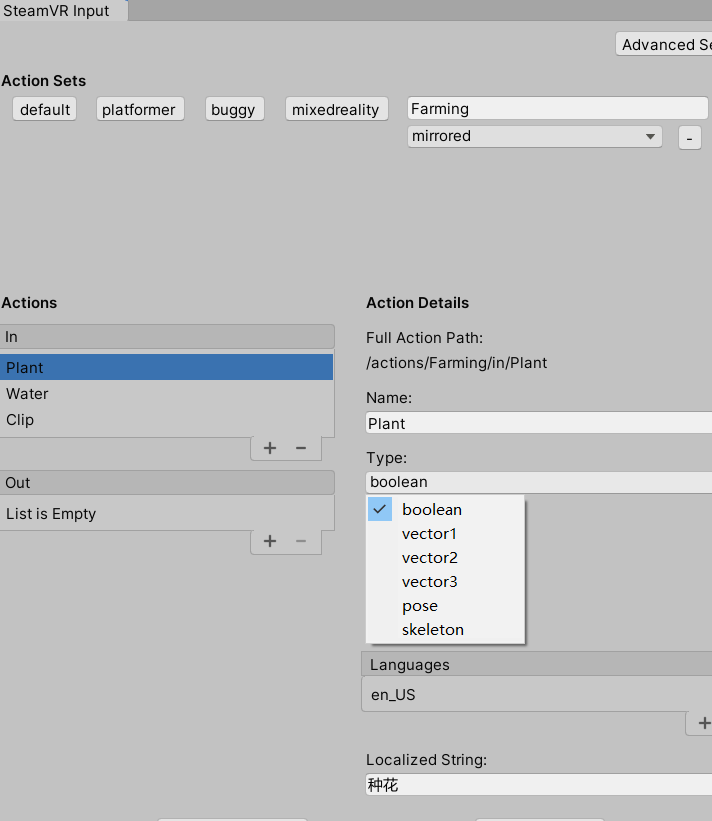 SteamVR Input
Advanced Se
Action Sets
default platformer buggy mixedreality Farming
mirrored -
Actions
In
Plant
Water
Clip
+ −
Out
List is Empty
+ −
Action Details
Full Action Path:
/actions/Farming/in/Plant
Name:
Plant
Type:
boolean
✓ boolean
vector1
vector2
vector3
pose
skeleton
Languages
en_US
+
Localized String:
种花